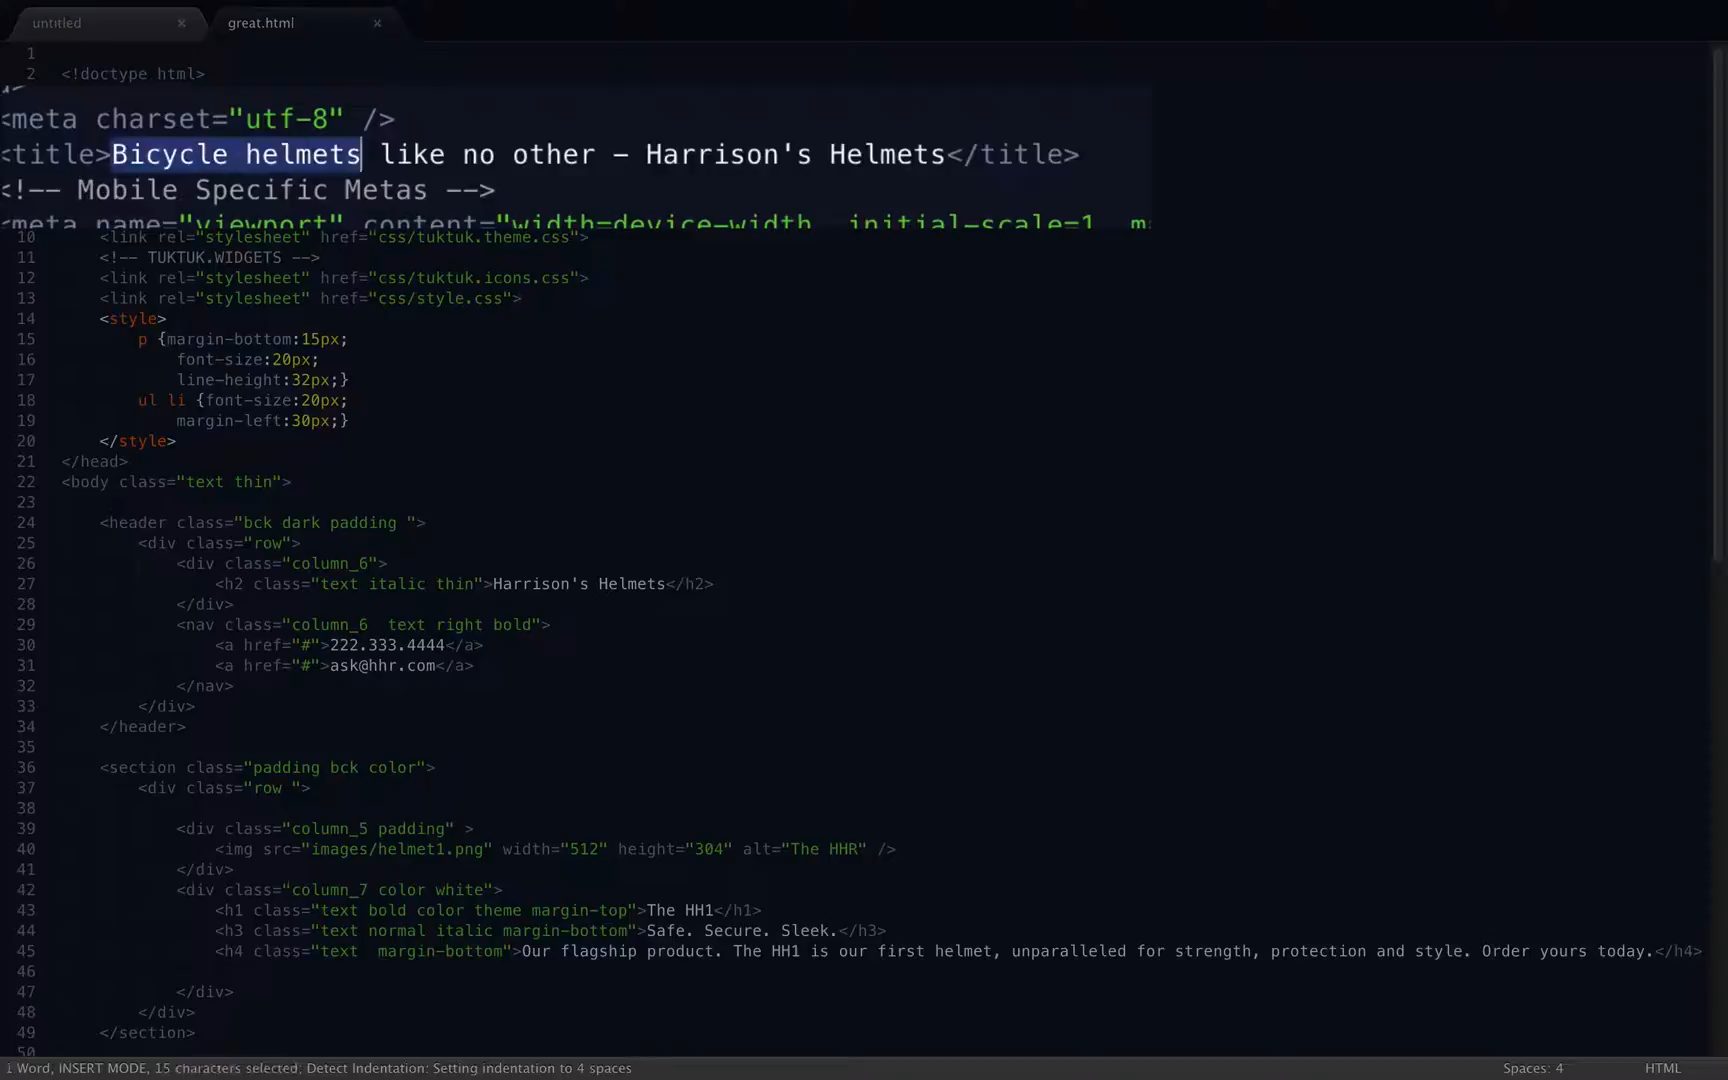 untitled × great.html ×
1
2 <!doctype html>
<meta charset="utf-8" />
<title>Bicycle helmets like no other – Harrison's Helmets</title>
<!-- Mobile Specific Metas -->
<meta name="viewport" content="width=device-width initial-scale=1
10 <link rel="stylesheet" href="css/tuktuk.theme.css">
11 <!-- TUKTUK.WIDGETS -->
12 <link rel="stylesheet" href="css/tuktuk.icons.css">
13 <link rel="stylesheet" href="css/style.css">
14 <style>
15 p {margin-bottom:15px;
16 font-size:20px;
17 line-height:32px;}
18 ul li {font-size:20px;
19 margin-left:30px;}
20 </style>
21 </head>
22 <body class="text thin">
23
24 <header class="bck dark padding ">
25 <div class="row">
26 <div class="column_6">
27 <h2 class="text italic thin">Harrison's Helmets</h2>
28 </div>
29 <nav class="column_6  text right bold">
30 <a href="#">222.333.4444</a>
31 <a href="#">ask@hhr.com</a>
32 </nav>
33 </div>
34 </header>
35
36 <section class="padding bck color">
37 <div class="row ">
38
39 <div class="column_5 padding" >
40 <img src="images/helmet1.png" width="512" height="304" alt="The HHR" />
41 </div>
42 <div class="column_7 color white">
43 <h1 class="text bold color theme margin-top">The HH1</h1>
44 <h3 class="text normal italic margin-bottom">Safe. Secure. Sleek.</h3>
45 <h4 class="text  margin-bottom">Our flagship product. The HH1 is our first helmet, unparalleled for strength, protection and style. Order yours today.</h4>
46
47 </div>
48 </div>
49 </section>
50
1 Word, INSERT MODE, 15 characters selected; Detect Indentation: Setting indentation to 4 spaces Spaces: 4 HTML